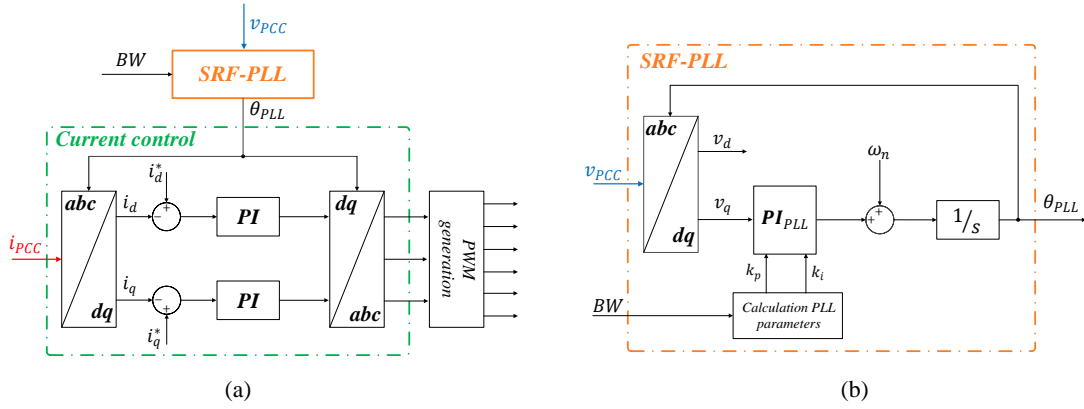 v_PCC
BW
SRF-PLL
θ_PLL
Current control
i_d^*
abc
dq
i_d
PI
dq
abc
i_PCC
i_q
PI
i_q^*
PWM
generation
(a)
SRF-PLL
abc
dq
v_d
v_PCC
v_q
PI_PLL
ω_n
+
+
1/s
θ_PLL
k_p
k_i
BW
Calculation PLL
parameters
(b)